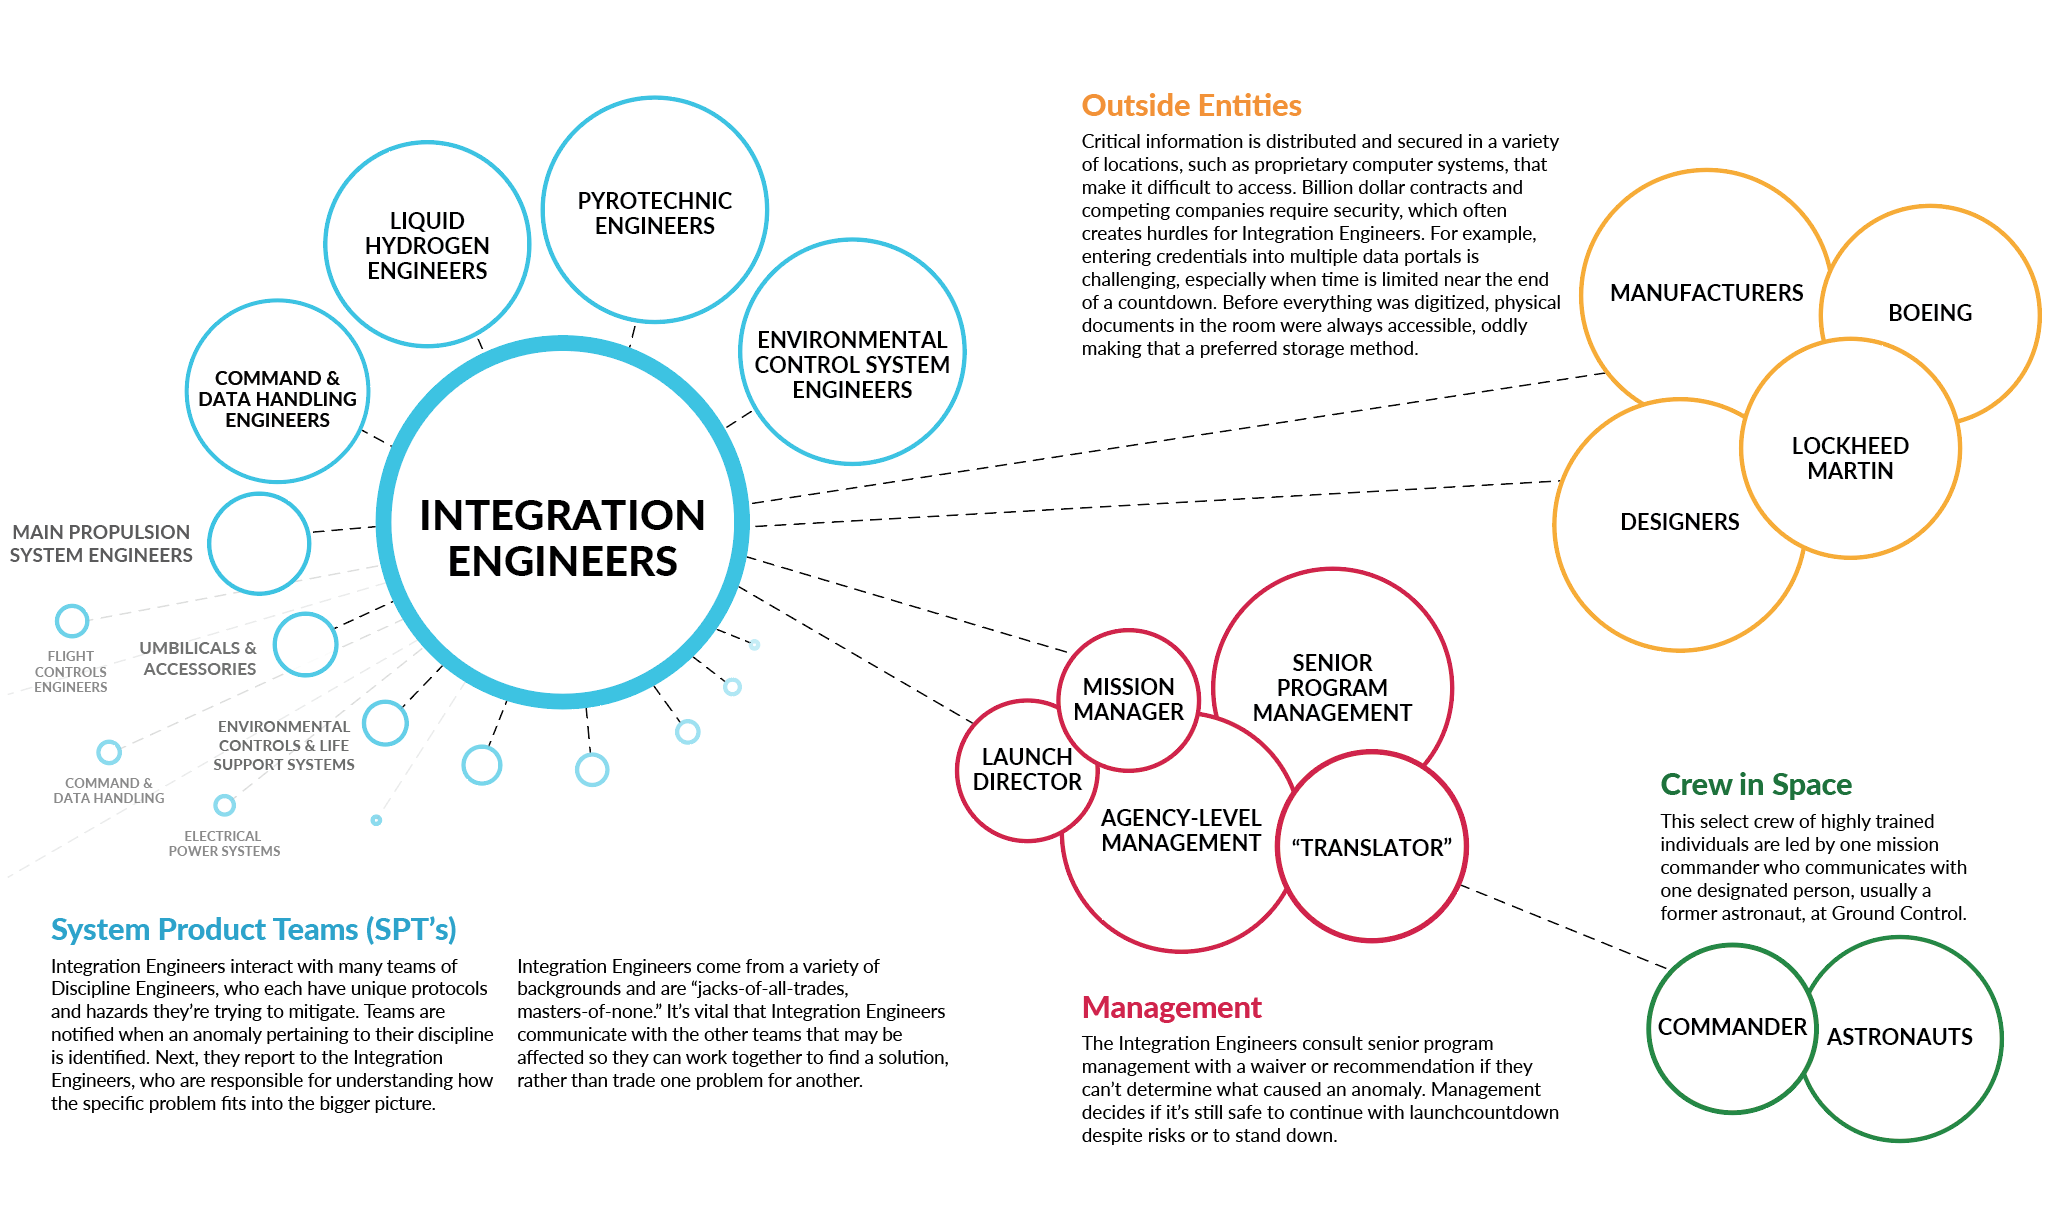 Outside Entities
Critical information is distributed and secured in a variety
of locations, such as proprietary computer systems, that
make it difficult to access. Billion dollar contracts and
competing companies require security, which often
creates hurdles for Integration Engineers. For example,
entering credentials into multiple data portals is
challenging, especially when time is limited near the end
of a countdown. Before everything was digitized, physical
documents in the room were always accessible, oddly
making that a preferred storage method.
PYROTECHNIC
ENGINEERS
LIQUID
HYDROGEN
ENGINEERS
ENVIRONMENTAL
CONTROL SYSTEM
ENGINEERS
COMMAND &
DATA HANDLING
ENGINEERS
INTEGRATION
ENGINEERS
MAIN PROPULSION
SYSTEM ENGINEERS
FLIGHT
CONTROLS
ENGINEERS
UMBILICALS &
ACCESSORIES
ENVIRONMENTAL
CONTROLS & LIFE
SUPPORT SYSTEMS
COMMAND &
DATA HANDLING
ELECTRICAL
POWER SYSTEMS
MANUFACTURERS
BOEING
LOCKHEED
MARTIN
DESIGNERS
SENIOR
PROGRAM
MANAGEMENT
MISSION
MANAGER
LAUNCH
DIRECTOR
AGENCY-LEVEL
MANAGEMENT
“TRANSLATOR”
Crew in Space
This select crew of highly trained
individuals are led by one mission
commander who communicates with
one designated person, usually a
former astronaut, at Ground Control.
COMMANDER
ASTRONAUTS
System Product Teams (SPT’s)
Integration Engineers interact with many teams of
Discipline Engineers, who each have unique protocols
and hazards they’re trying to mitigate. Teams are
notified when an anomaly pertaining to their discipline
is identified. Next, they report to the Integration
Engineers, who are responsible for understanding how
the specific problem fits into the bigger picture.
Integration Engineers come from a variety of
backgrounds and are “jacks-of-all-trades,
masters-of-none.” It’s vital that Integration Engineers
communicate with the other teams that may be
affected so they can work together to find a solution,
rather than trade one problem for another.
Management
The Integration Engineers consult senior program
management with a waiver or recommendation if they
can’t determine what caused an anomaly. Management
decides if it’s still safe to continue with launchcountdown
despite risks or to stand down.